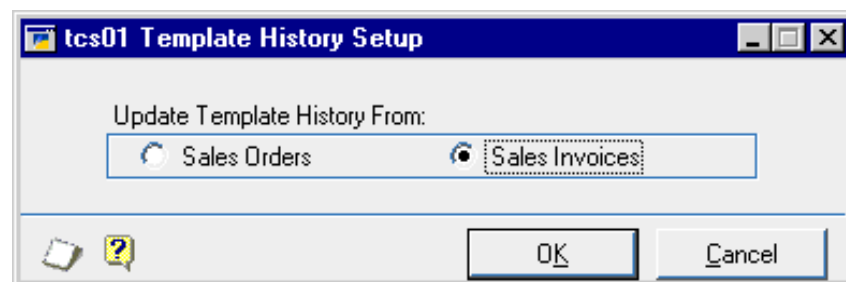 tcs01 Template History Setup
Update Template History From:
Sales Orders Sales Invoices
OK Cancel